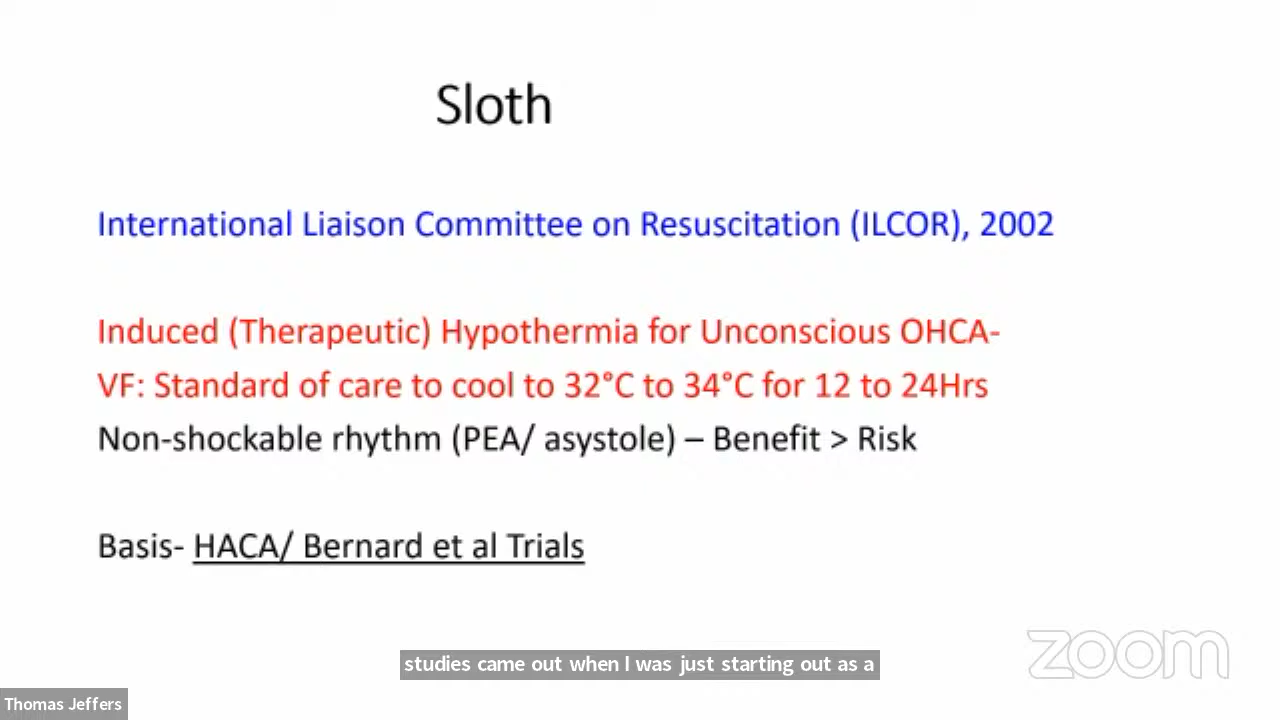 Sloth
International Liaison Committee on Resuscitation (ILCOR), 2002
Induced (Therapeutic) Hypothermia for Unconscious OHCA-
VF: Standard of care to cool to 32°C to 34°C for 12 to 24Hrs
Non-shockable rhythm (PEA/ asystole) – Benefit > Risk
Basis- HACA/ Bernard et al Trials
zoom
studies came out when I was just starting out as a
Thomas Jeffers